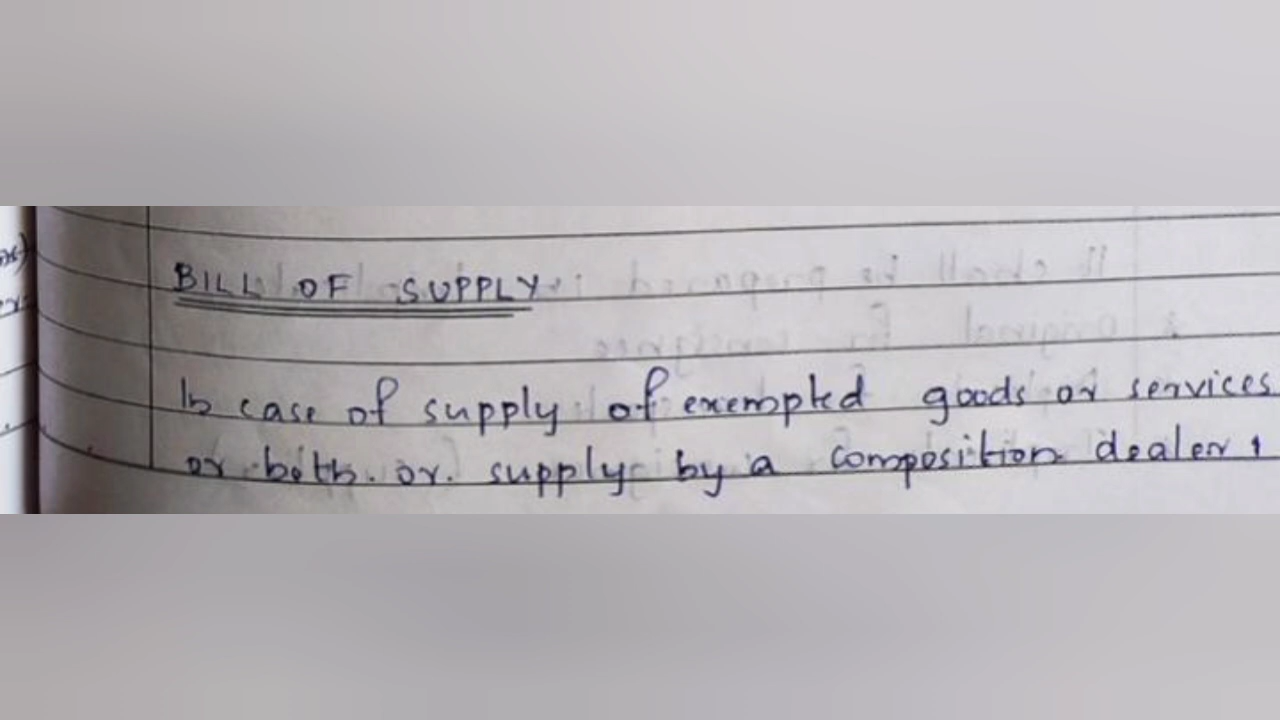 BILL OF SUPPLY
In case of supply of exempted goods or services
or both. or. supply by a composition dealer,